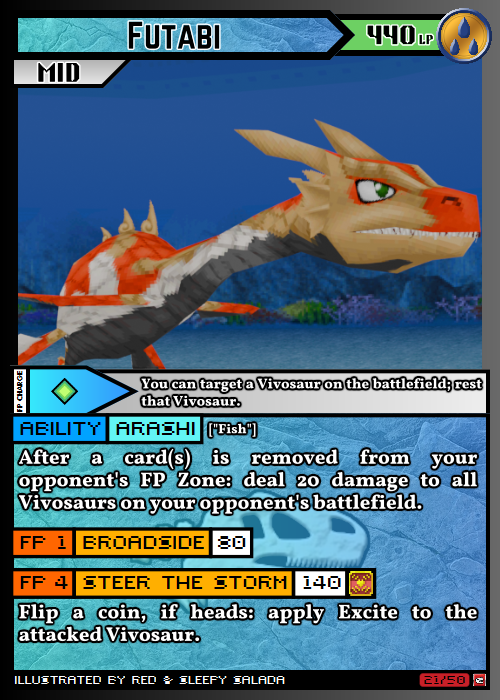 FUTABI
440 LP
MID
FP CHARGE
You can target a Vivosaur on the battlefield; rest
that Vivosaur.
ABILITY ARASHI ["Fish"]
After a card(s) is removed from your
opponent's FP Zone: deal 20 damage to all
Vivosaurs on your opponent's battlefield.
FP 1 BROADSIDE 80
FP 4 STEER THE STORM 140
Flip a coin, if heads: apply Excite to the
attacked Vivosaur.
ILLUSTRATED BY RED & SLEEPY SALADA
21/50